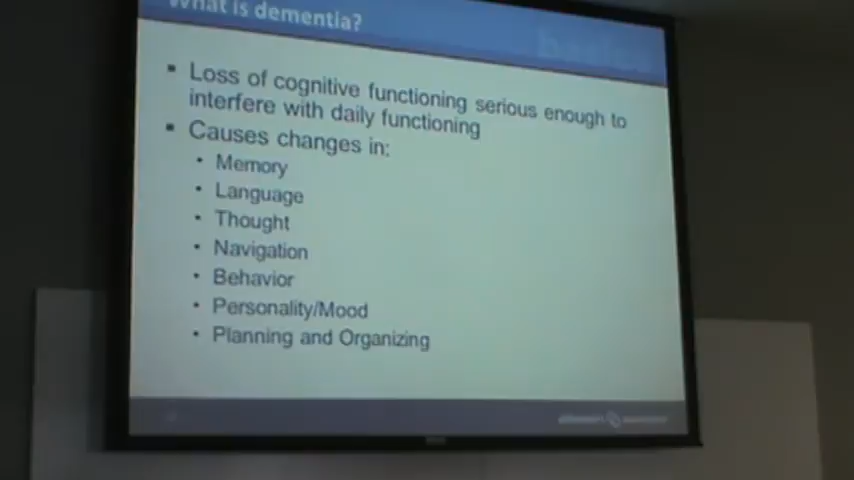 What is dementia?
▪ Loss of cognitive functioning serious enough to
interfere with daily functioning
▪ Causes changes in:
• Memory
• Language
• Thought
• Navigation
• Behavior
• Personality/Mood
• Planning and Organizing